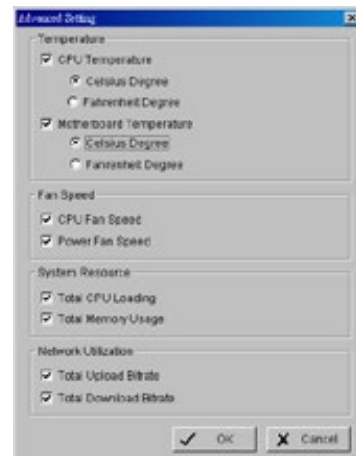 Advanced Setting
Temperature
CPU Temperature
Celsius Degree
Fahrenheit Degree
Motherboard Temperature
Celsius Degree
Fahrenheit Degree
Fan Speed
CPU Fan Speed
Power Fan Speed
System Resource
Total CPU Loading
Total Memory Usage
Network Utilization
Total Upload Bitrate
Total Download Bitrate
OK
Cancel